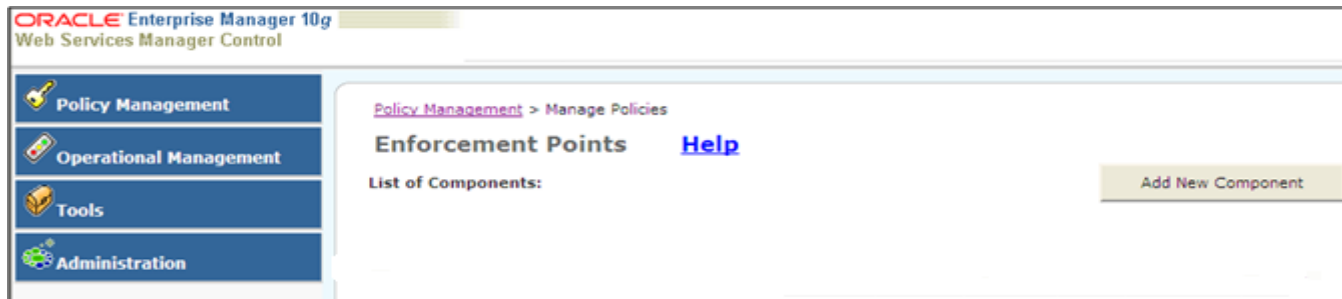 ORACLE Enterprise Manager 10g
Web Services Manager Control
Policy Management
Operational Management
Tools
Administration
Policy Management > Manage Policies
Enforcement Points Help
List of Components:
Add New Component